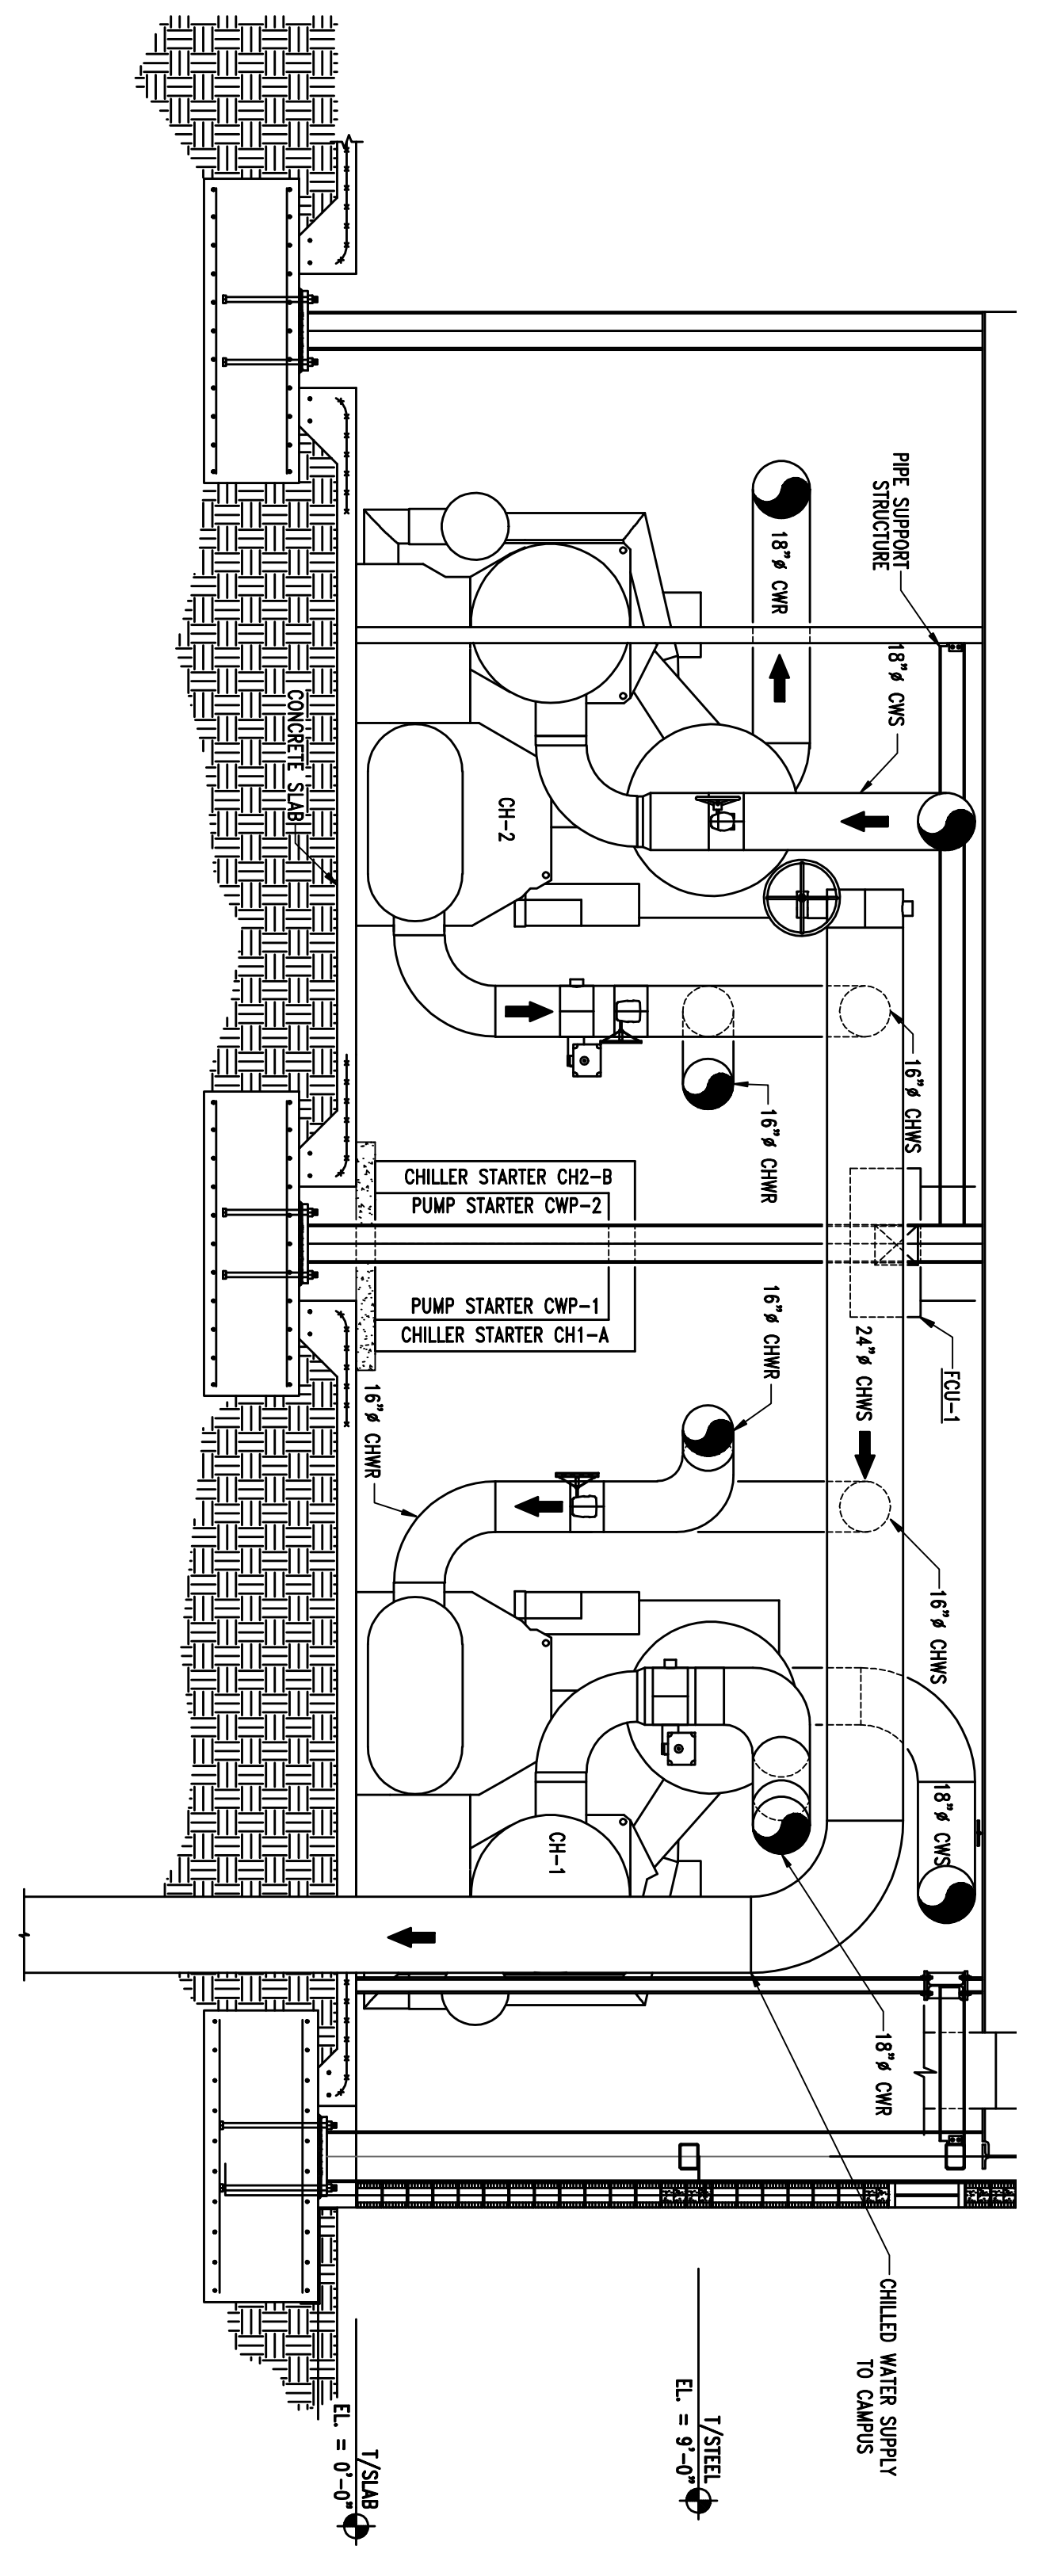 PIPE SUPPORT
STRUCTURE
18"ø CWS
18"ø CWR
CH-2
CONCRETE SLAB
16"ø CHWS
16"ø CHWR
CHILLER STARTER CH2-B
PUMP STARTER CWP-2
PUMP STARTER CWP-1
CHILLER STARTER CH1-A
FCU-1
24"ø CHWS
16"ø CHWR
16"ø CHWR
16"ø CHWS
18"ø CWS
CH-1
18"ø CWR
CHILLED WATER SUPPLY
TO CAMPUS
T/STEEL
EL. = 9'-0"
T/SLAB
EL. = 0'-0"